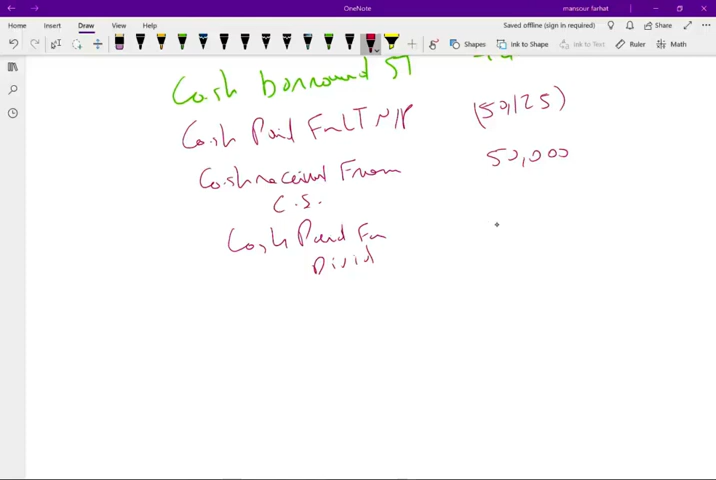 OneNote
mansour farhat
Home Insert Draw View Help Saved offline (sign in required) Share
Shapes Ink to Shape Ink to Text Ruler Math
Cash borrowed ST
Cash Paid For LT N/P (50,125)
Cash received From 50,000
C.S.
Cash Paid For
Divid